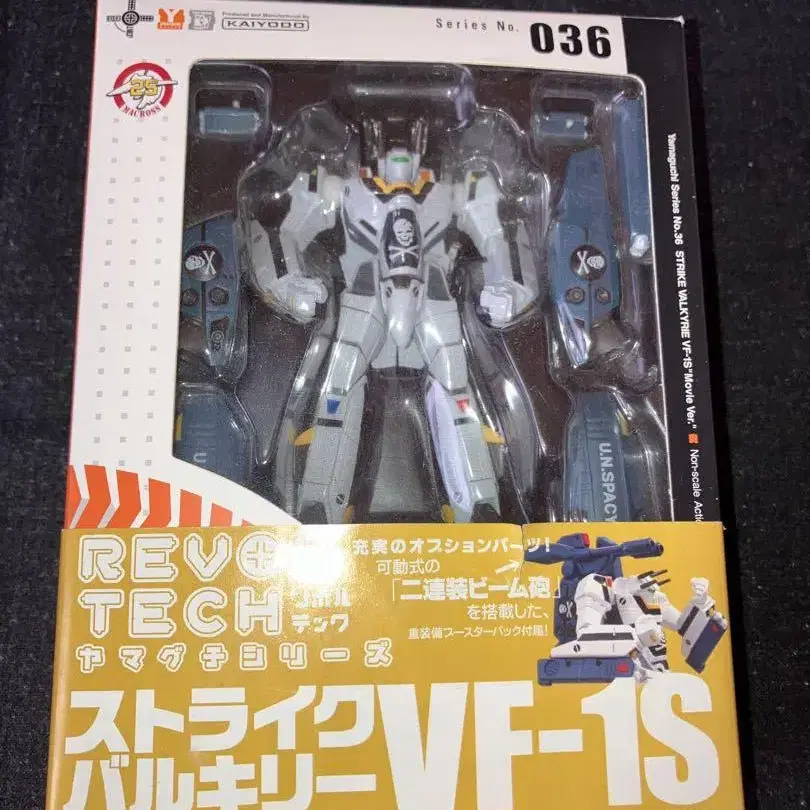 Produced and Manufactured by
KAIYODO
Series No. 036
25
MACROSS
Yamaguchi Series No.36 STRIKE VALKYRIE VF-1S"Movie Ver."
Non-scale Actio
U.N.SPACY
REVO
TECH リボル
テック
ヤマグチシリーズ
充実のオプションパーツ!
可動式の
「二連装ビーム砲」
を搭載した、
重装備ブースターパック付属!
ストライク
バルキリー VF-1S